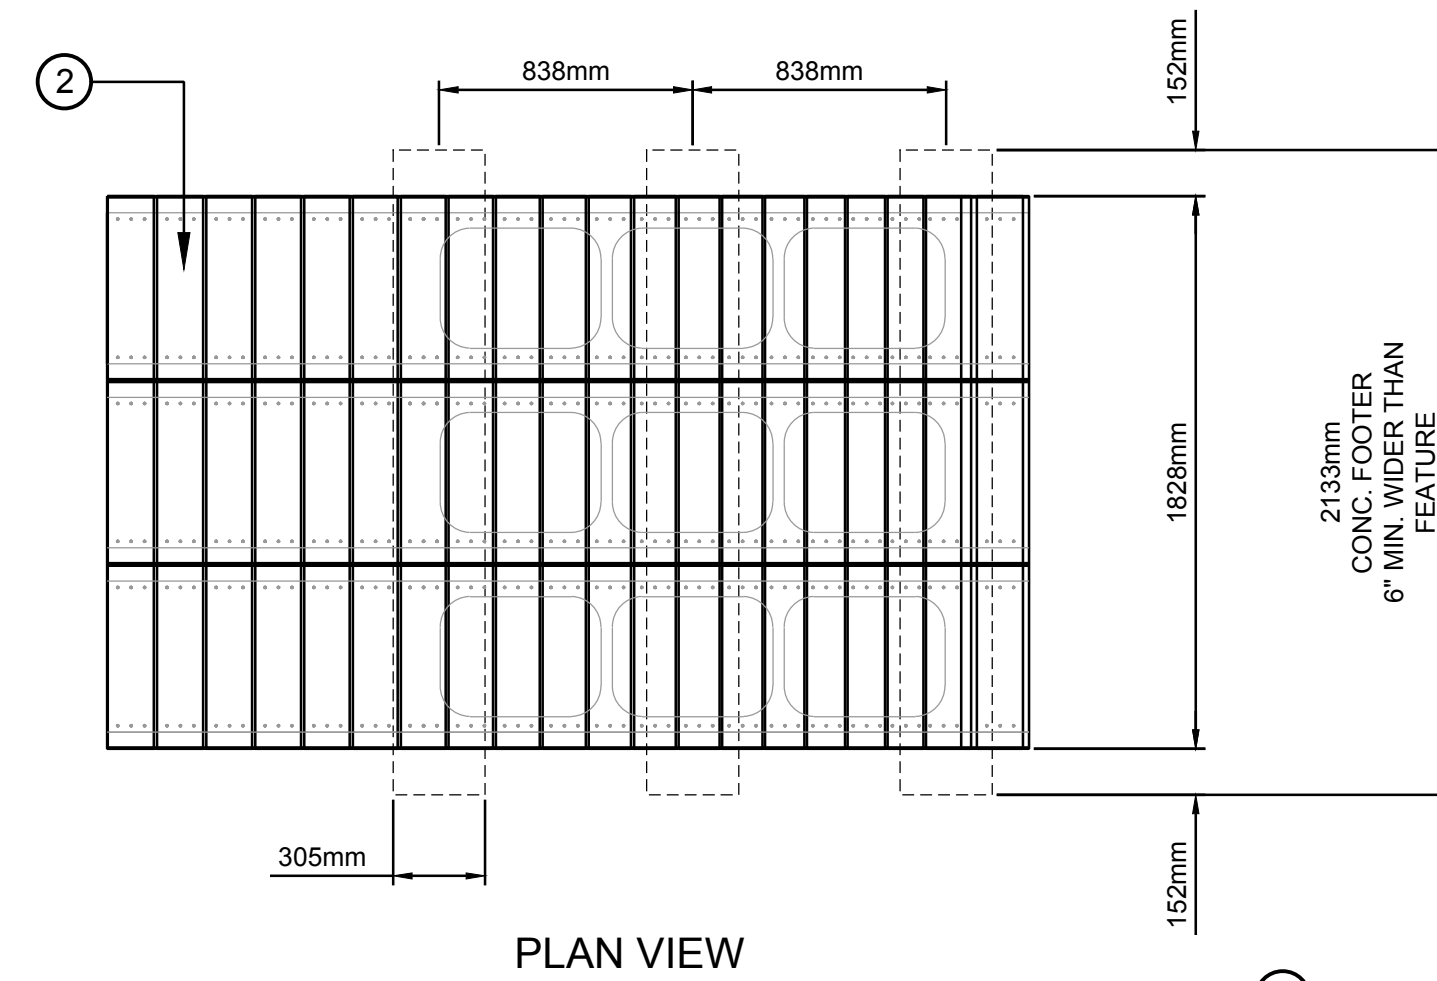 2
838mm
838mm
152mm
1828mm
2133mm
CONC. FOOTER
6" MIN. WIDER THAN
FEATURE
305mm
152mm
PLAN VIEW